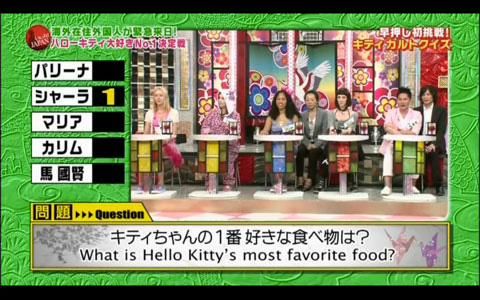 JAPAN
海外在住外国人が緊急来日!
ハローキティ大好きNo.1決定戦
早押し初挑戦!
キティカルトクイズ
パリーナ
シャーラ 1
マリア
カリム
馬 國賢
問題 ▶▶▶Question
キティちゃんの1番 好きな食べ物は?
What is Hello Kitty's most favorite food?